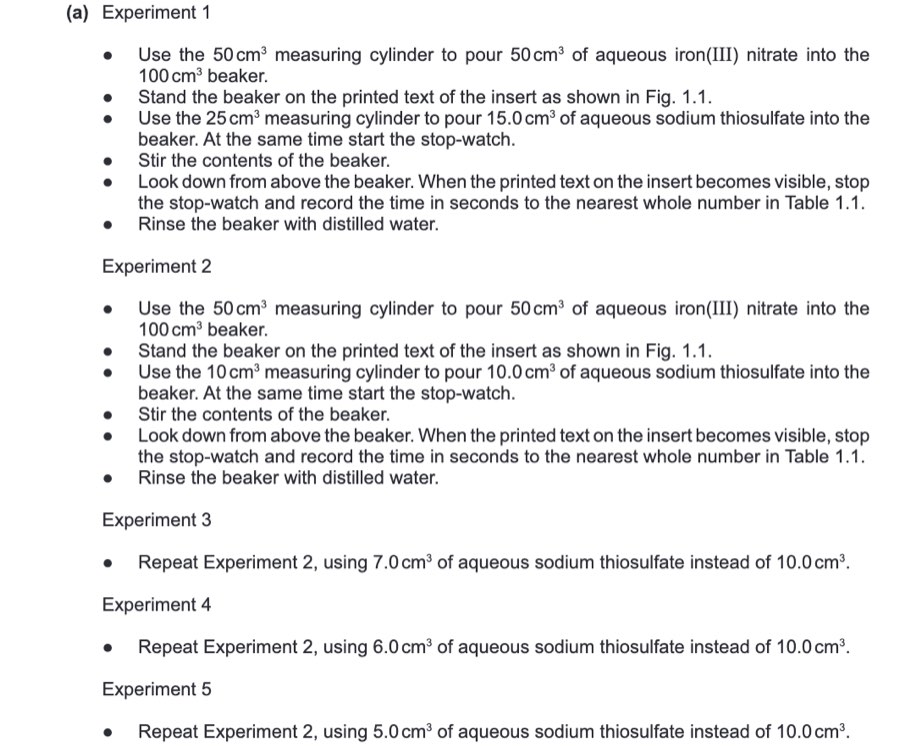 (a) Experiment 1
• Use the 50 cm³ measuring cylinder to pour 50 cm³ of aqueous iron(III) nitrate into the
100 cm³ beaker.
• Stand the beaker on the printed text of the insert as shown in Fig. 1.1.
• Use the 25 cm³ measuring cylinder to pour 15.0 cm³ of aqueous sodium thiosulfate into the
beaker. At the same time start the stop-watch.
• Stir the contents of the beaker.
• Look down from above the beaker. When the printed text on the insert becomes visible, stop
the stop-watch and record the time in seconds to the nearest whole number in Table 1.1.
• Rinse the beaker with distilled water.
Experiment 2
• Use the 50 cm³ measuring cylinder to pour 50 cm³ of aqueous iron(III) nitrate into the
100 cm³ beaker.
• Stand the beaker on the printed text of the insert as shown in Fig. 1.1.
• Use the 10 cm³ measuring cylinder to pour 10.0 cm³ of aqueous sodium thiosulfate into the
beaker. At the same time start the stop-watch.
• Stir the contents of the beaker.
• Look down from above the beaker. When the printed text on the insert becomes visible, stop
the stop-watch and record the time in seconds to the nearest whole number in Table 1.1.
• Rinse the beaker with distilled water.
Experiment 3
• Repeat Experiment 2, using 7.0 cm³ of aqueous sodium thiosulfate instead of 10.0 cm³.
Experiment 4
• Repeat Experiment 2, using 6.0 cm³ of aqueous sodium thiosulfate instead of 10.0 cm³.
Experiment 5
• Repeat Experiment 2, using 5.0 cm³ of aqueous sodium thiosulfate instead of 10.0 cm³.